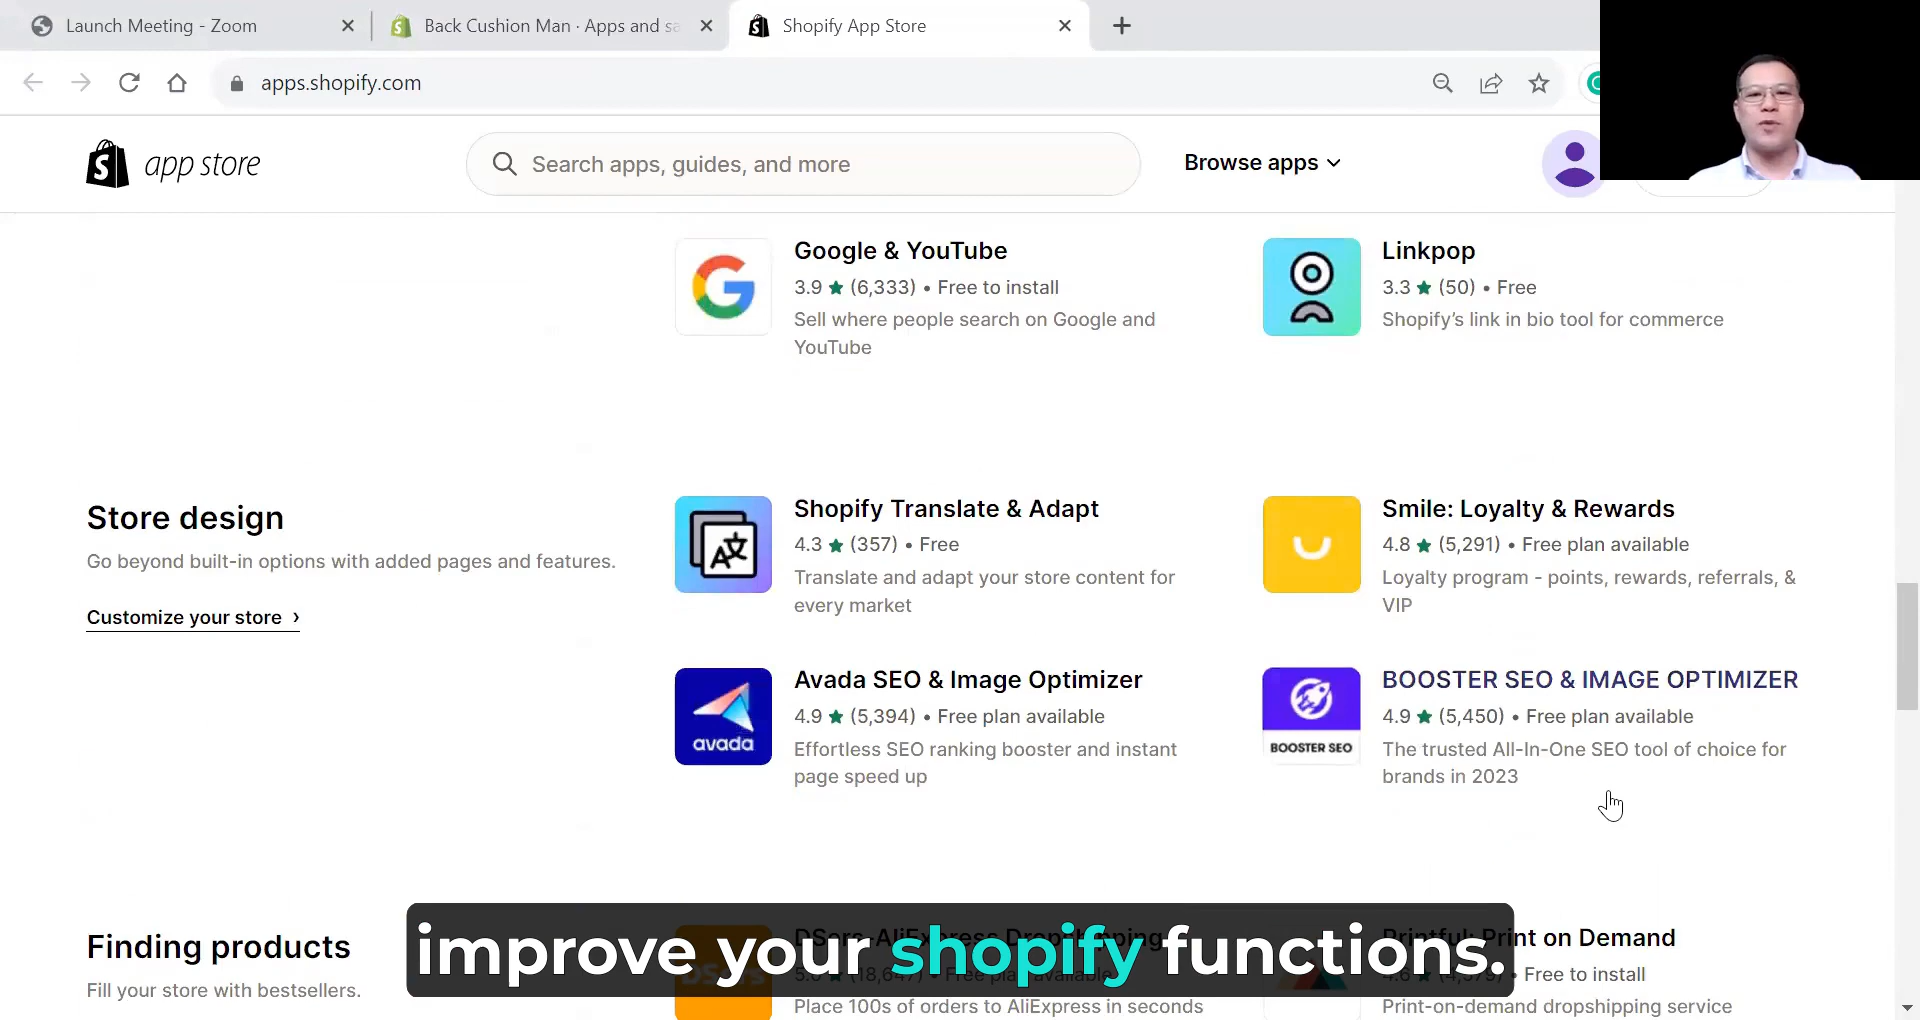 Launch Meeting - Zoom
Back Cushion Man · Apps and sa
Shopify App Store
apps.shopify.com
app store
Search apps, guides, and more
Browse apps
Google & YouTube
3.9 ★ (6,333) • Free to install
Sell where people search on Google and
YouTube
Linkpop
3.3 ★ (50) • Free
Shopify’s link in bio tool for commerce
Store design
Go beyond built-in options with added pages and features.
Customize your store ›
Shopify Translate & Adapt
4.3 ★ (357) • Free
Translate and adapt your store content for
every market
Smile: Loyalty & Rewards
4.8 ★ (5,291) • Free plan available
Loyalty program - points, rewards, referrals, &
VIP
avada
Avada SEO & Image Optimizer
4.9 ★ (5,394) • Free plan available
Effortless SEO ranking booster and instant
page speed up
BOOSTER SEO
BOOSTER SEO & IMAGE OPTIMIZER
4.9 ★ (5,450) • Free plan available
The trusted All-In-One SEO tool of choice for
brands in 2023
Finding products
Fill your store with bestsellers.
DSers-AliExpress Dropshipping
Free plan available
Place 100s of orders to AliExpress in seconds
Printful: Print on Demand
Free to install
Print-on-demand dropshipping service
improve your shopify functions.